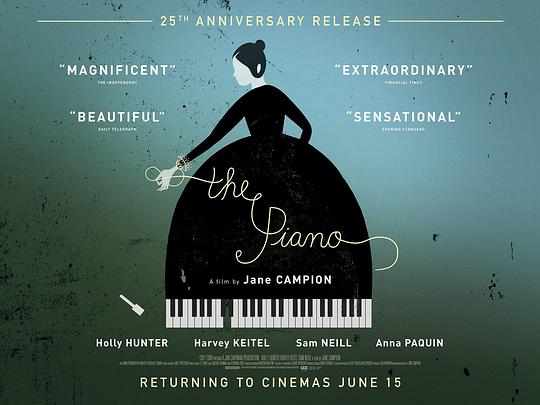 25TH ANNIVERSARY RELEASE
“MAGNIFICENT”
THE INDEPENDENT
“EXTRAORDINARY”
FINANCIAL TIMES
“BEAUTIFUL”
DAILY TELEGRAPH
“SENSATIONAL”
EVENING STANDARD
the
Piano
A film by Jane CAMPION
Holly HUNTER Harvey KEITEL Sam NEILL Anna PAQUIN
RETURNING TO CINEMAS JUNE 15